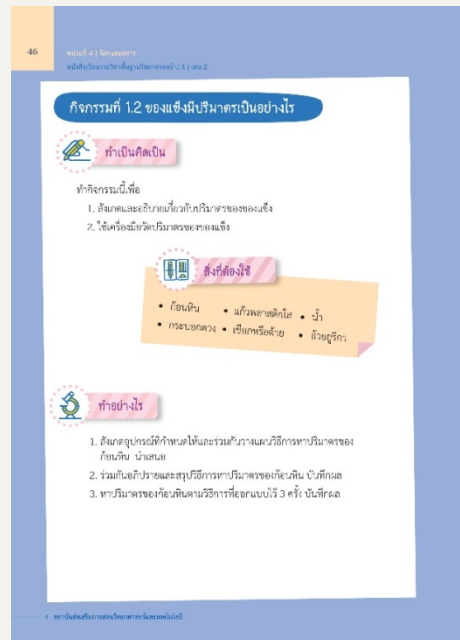 46
หน่วยที่ 4 | วัสดุและสสาร
หนังสือเรียนรายวิชาพื้นฐานวิทยาศาสตร์ ป.4 | เล่ม 2
กิจกรรมที่ 1.2 ของแข็งมีปริมาตรเป็นอย่างไร
ทำเป็นคิดเป็น
ทำกิจกรรมนี้เพื่อ
1. สังเกตและอธิบายเกี่ยวกับปริมาตรของของแข็ง
2. ใช้เครื่องมือวัดปริมาตรของของแข็ง
สิ่งที่ต้องใช้
• ก้อนหิน • แก้วพลาสติกใส • น้ำ
• กระบอกตวง • เชือกหรือด้าย • ถ้วยยูรีกา
ทำอย่างไร
1. สังเกตอุปกรณ์ที่กำหนดให้และร่วมกันวางแผนวิธีการหาปริมาตรของ
ก้อนหิน นำเสนอ
2. ร่วมกันอภิปรายและสรุปวิธีการหาปริมาตรของก้อนหิน บันทึกผล
3. หาปริมาตรของก้อนหินตามวิธีการที่ออกแบบไว้ 3 ครั้ง บันทึกผล
สถาบันส่งเสริมการสอนวิทยาศาสตร์และเทคโนโลยี